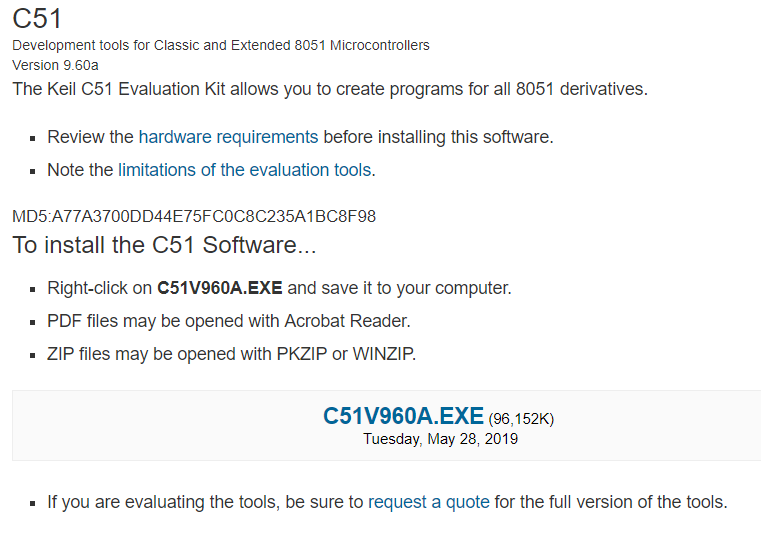 C51
Development tools for Classic and Extended 8051 Microcontrollers
Version 9.60a
The Keil C51 Evaluation Kit allows you to create programs for all 8051 derivatives.
Review the hardware requirements before installing this software.
Note the limitations of the evaluation tools.
MD5:A77A3700DD44E75FC0C8C235A1BC8F98
To install the C51 Software...
Right-click on C51V960A.EXE and save it to your computer.
PDF files may be opened with Acrobat Reader.
ZIP files may be opened with PKZIP or WINZIP.
C51V960A.EXE (96,152K)
Tuesday, May 28, 2019
If you are evaluating the tools, be sure to request a quote for the full version of the tools.